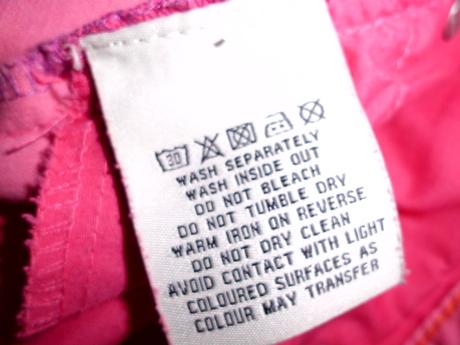 30
WASH SEPARATELY
WASH INSIDE OUT
DO NOT BLEACH
DO NOT TUMBLE DRY
WARM IRON ON REVERSE
DO NOT DRY CLEAN
AVOID CONTACT WITH LIGHT
COLOURED SURFACES AS
COLOUR MAY TRANSFER